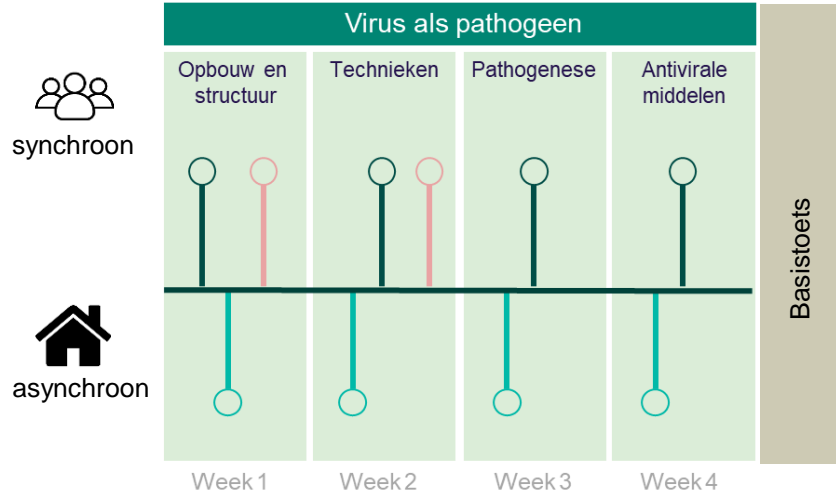 Virus als pathogeen
Opbouw en
structuur
Technieken
Pathogenese
Antivirale
middelen
synchroon
asynchroon
Basistoets
Week 1
Week 2
Week 3
Week 4